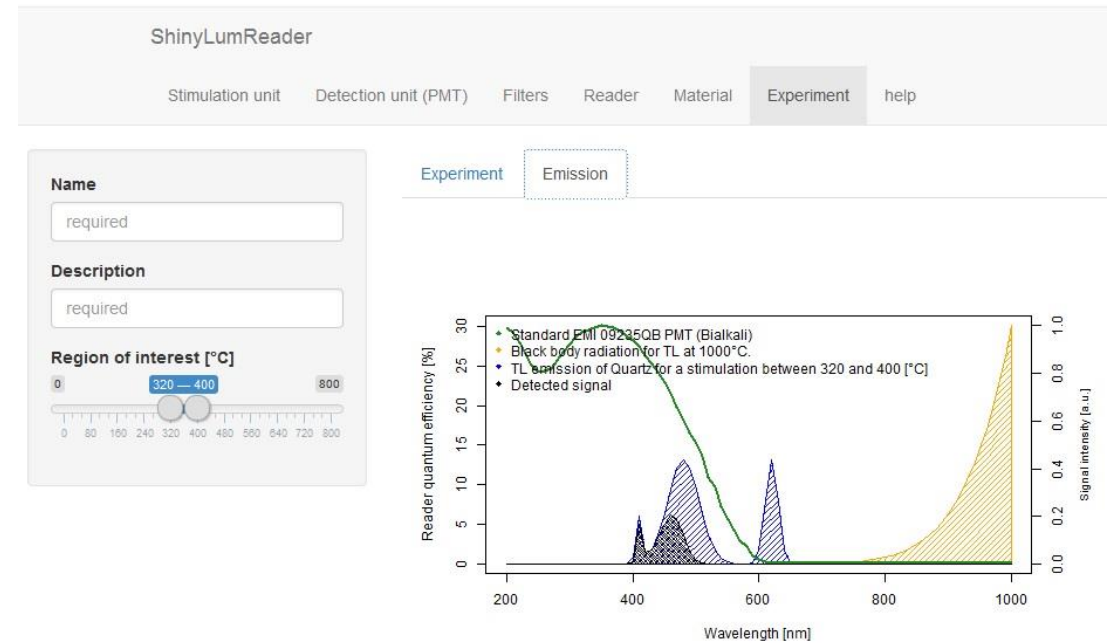 ShinyLumReader
Stimulation unit Detection unit (PMT) Filters Reader Material Experiment help
Name
required
Description
required
Region of interest [°C]
0 320 — 400 800
0 80 160 240 320 400 480 560 640 720 800
Experiment Emission
Standard EMI 09235QB PMT (Bialkali)
Black body radiation for TL at 1000°C.
TL emission of Quartz for a stimulation between 320 and 400 [°C]
Detected signal
Reader quantum efficiency [%]
0 5 10 15 20 25 30
Signal intensity [a.u.]
0.0 0.2 0.4 0.6 0.8 1.0
200 400 600 800 1000
Wavelength [nm]